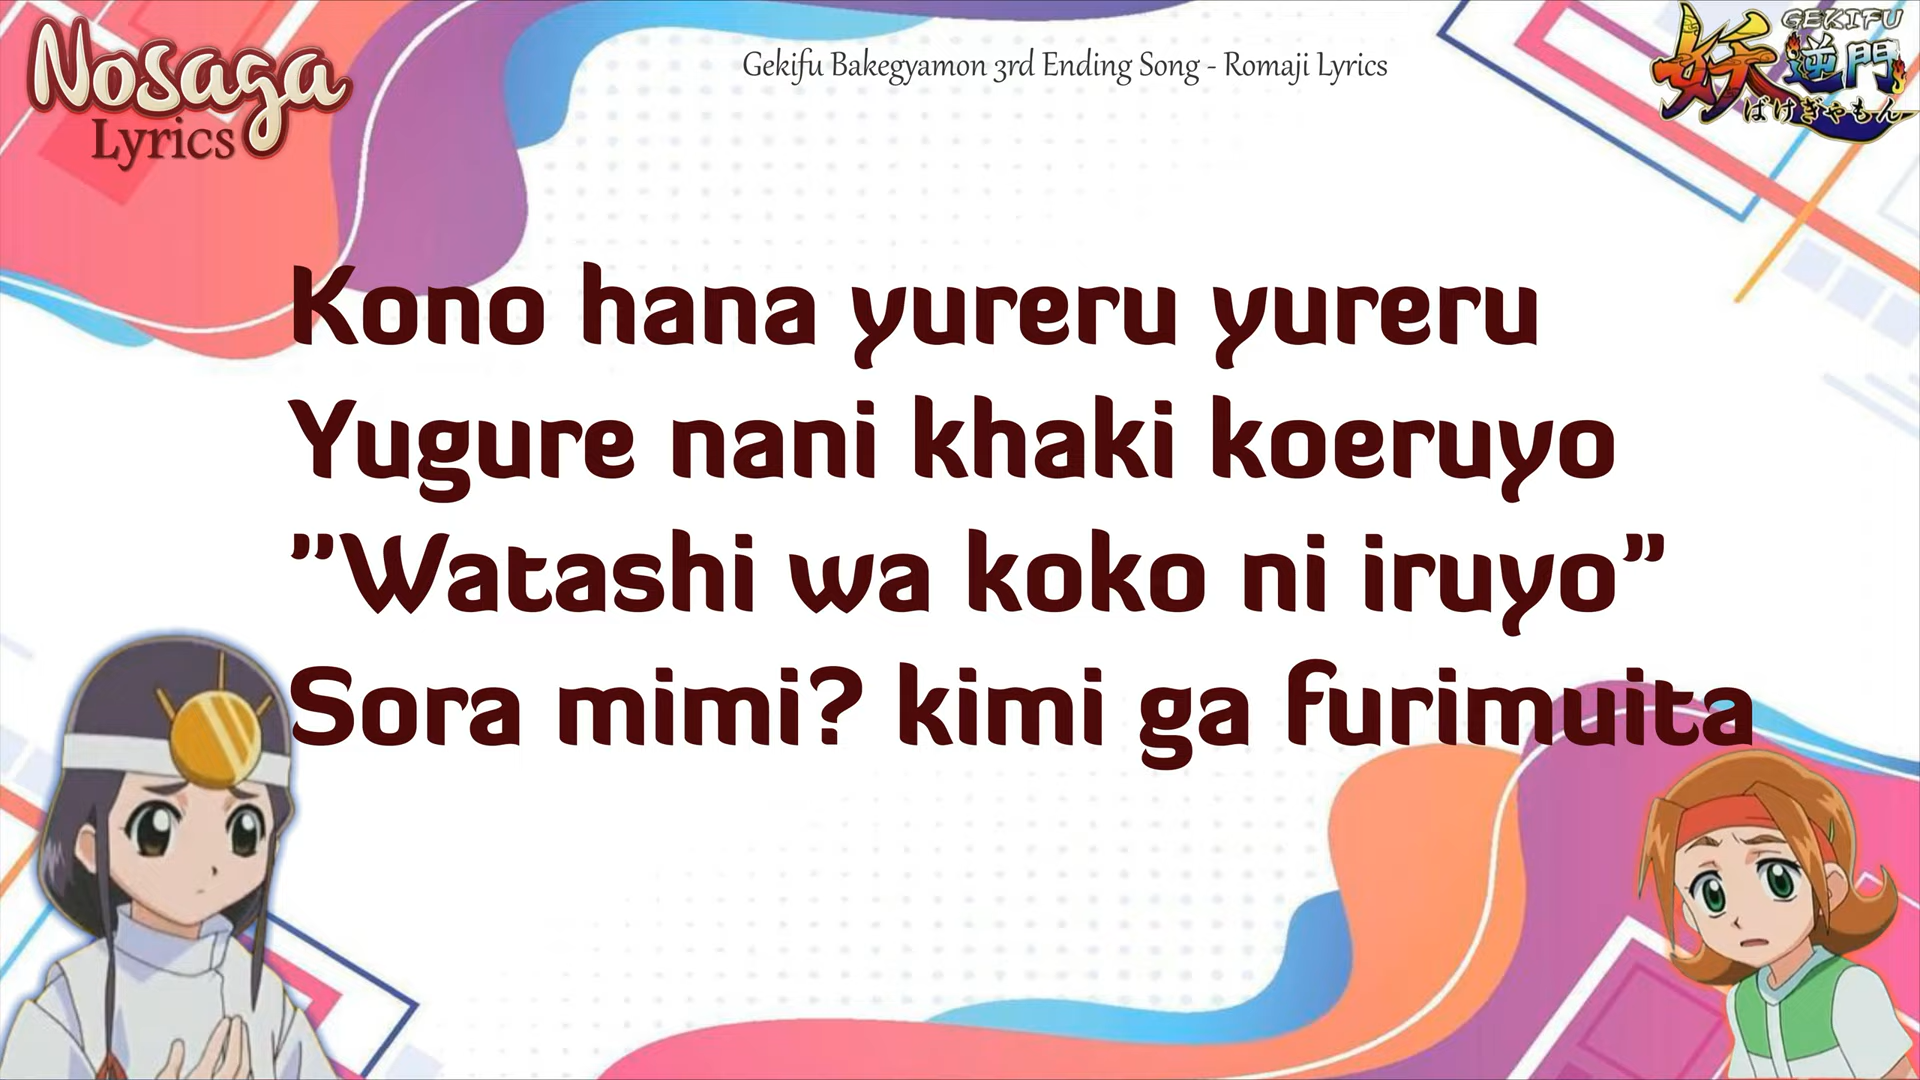 Nosaga
Lyrics
Gekifu Bakegyamon 3rd Ending Song - Romaji Lyrics
GEKIFU
妖逆門
ばけぎゃもん
Kono hana yureru yureru
Yugure nani khaki koeruyo
”Watashi wa koko ni iruyo”
Sora mimi? kimi ga furimuita